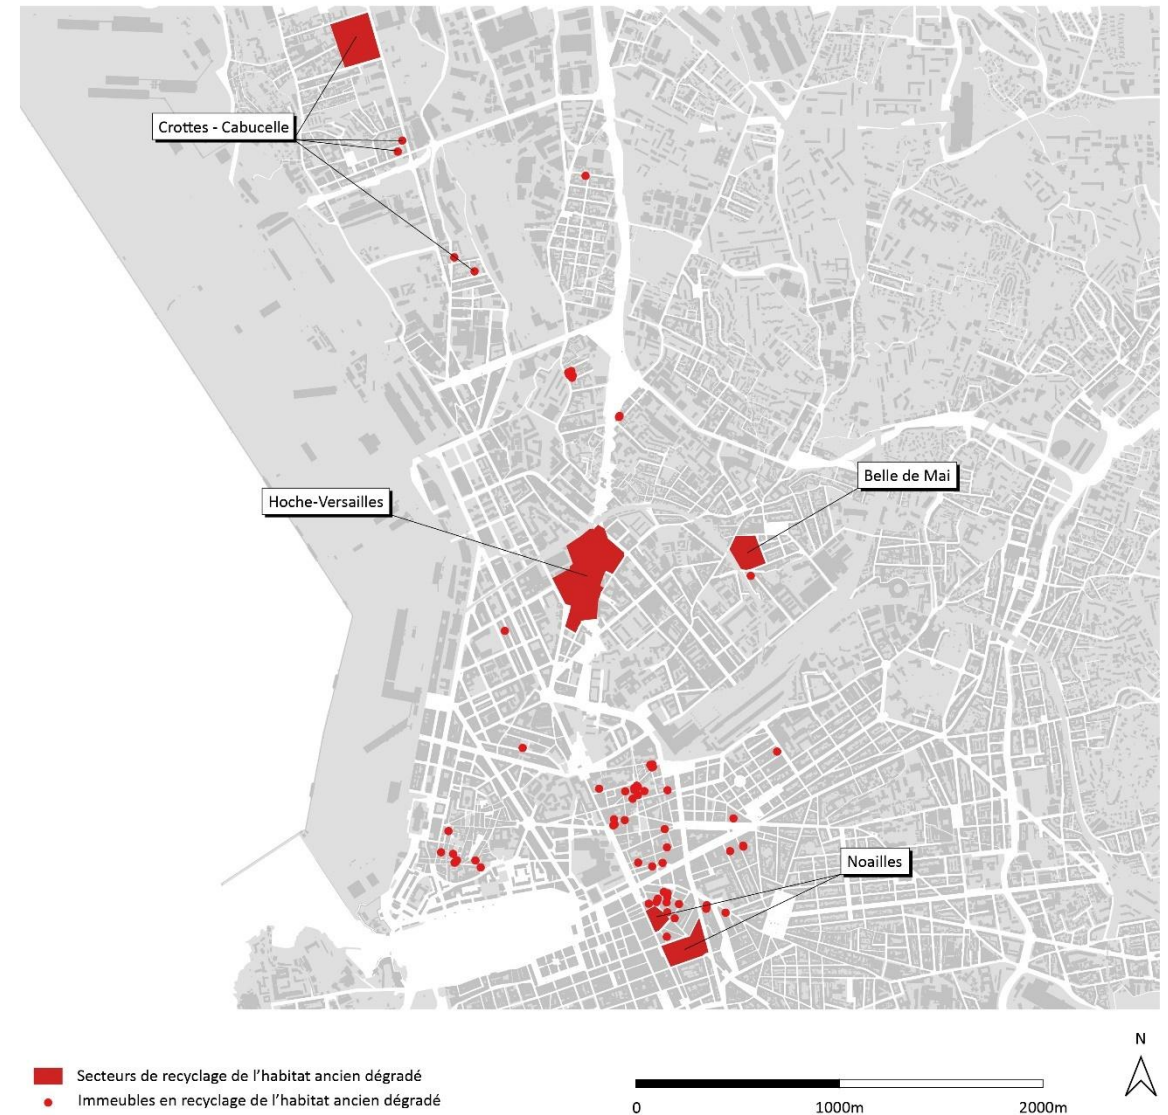 Crottes - Cabucelle
Belle de Mai
Hoche-Versailles
Noailles
N
Secteurs de recyclage de l’habitat ancien dégradé
Immeubles en recyclage de l’habitat ancien dégradé
0 1000m 2000m